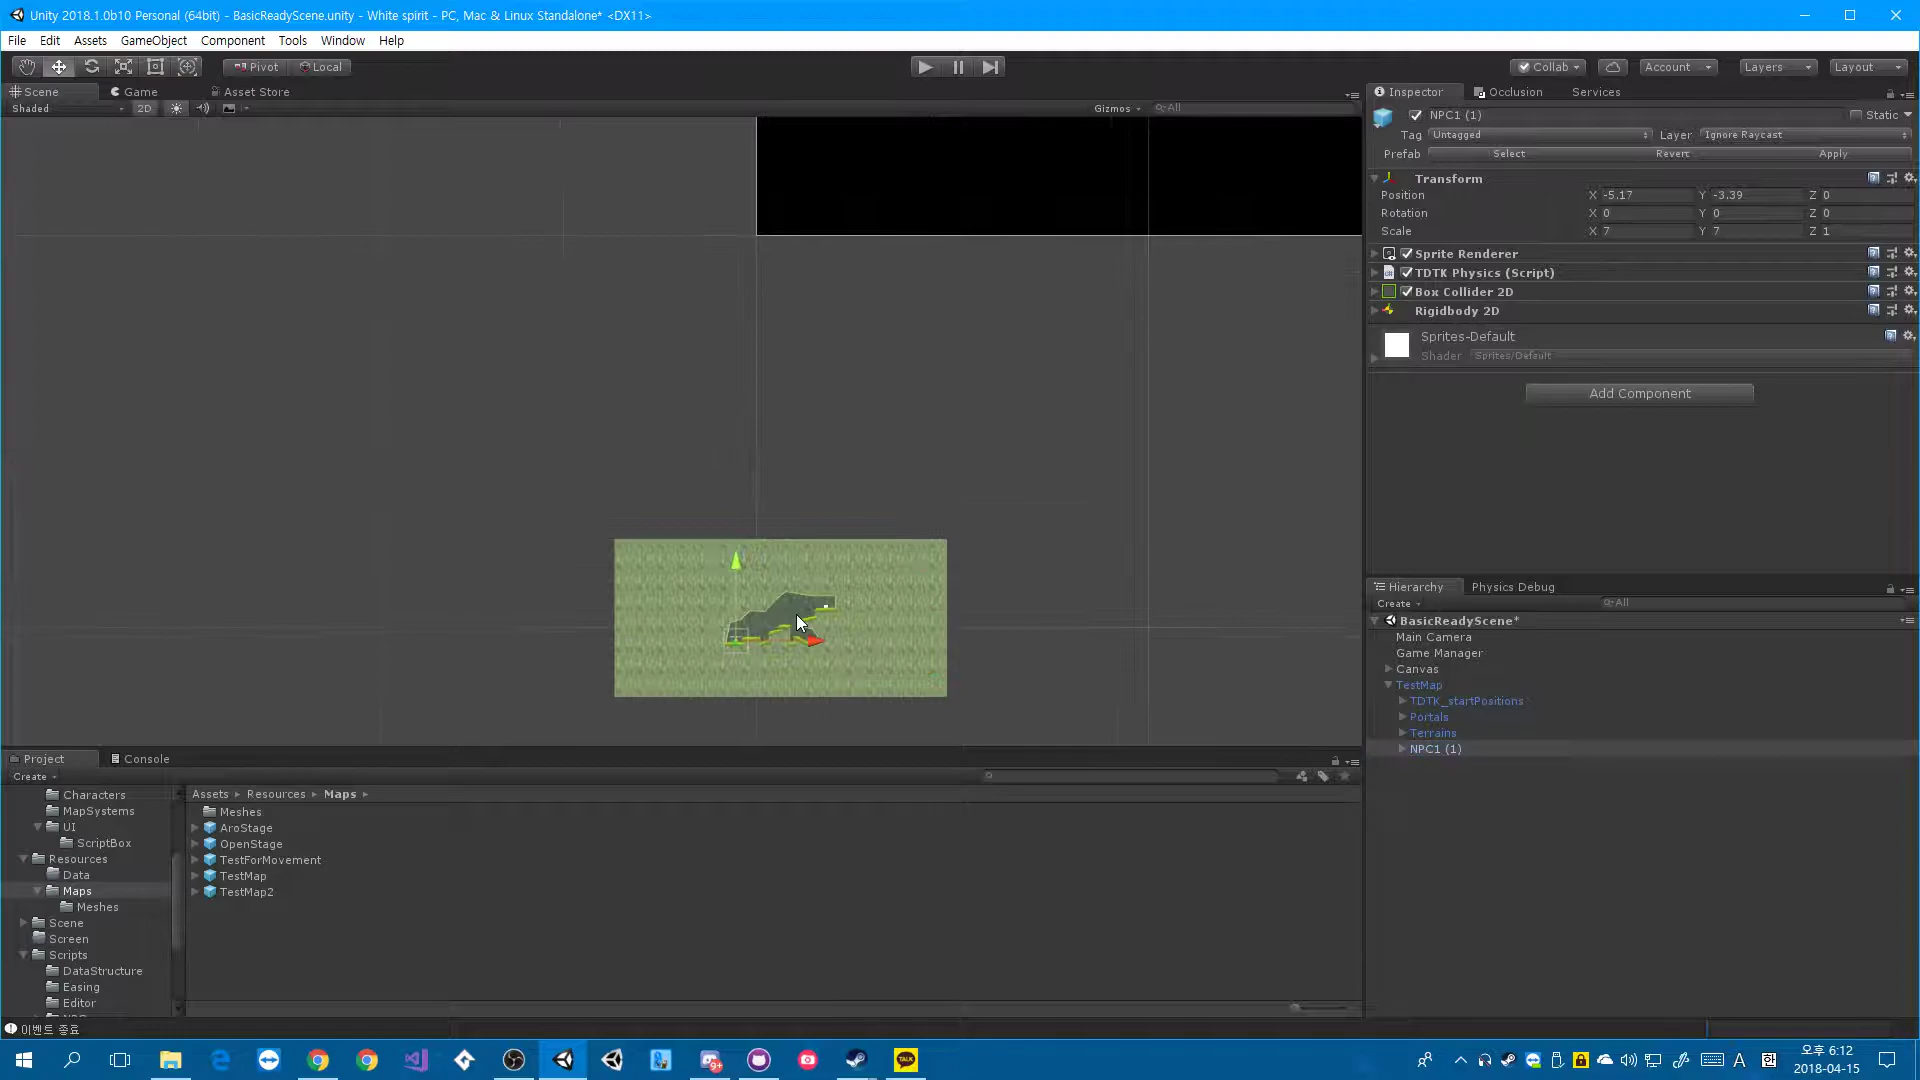 Unity 2018.1.0b10 Personal (64bit) - BasicReadyScene.unity - White spirit - PC, Mac & Linux Standalone* <DX11>
File Edit Assets GameObject Component Tools Window Help
Pivot Local Collab Account Layers Layout
Scene Game Asset Store
Shaded 2D Gizmos All
Inspector Occlusion Services
NPC1 (1) Static
Tag Untagged Layer Ignore Raycast
Prefab Select Revert Apply
Transform
Position X -5.17 Y -3.39 Z 0
Rotation X 0 Y 0 Z 0
Scale X 7 Y 7 Z 1
Sprite Renderer
TDTK Physics (Script)
Box Collider 2D
Rigidbody 2D
Sprites-Default
Shader Sprites/Default
Add Component
Hierarchy Physics Debug
Create All
BasicReadyScene*
Main Camera
Game Manager
Canvas
TestMap
TDTK_startPositions
Portals
Terrains
NPC1 (1)
Project Console
Create
Characters
MapSystems
UI
ScriptBox
Resources
Data
Maps
Meshes
Scene
Screen
Scripts
DataStructure
Easing
Editor
Assets Resources Maps
Meshes
AroStage
OpenStage
TestForMovement
TestMap
TestMap2
이벤트 종료
9+
TALK
A
오후 6:12
2018-04-15